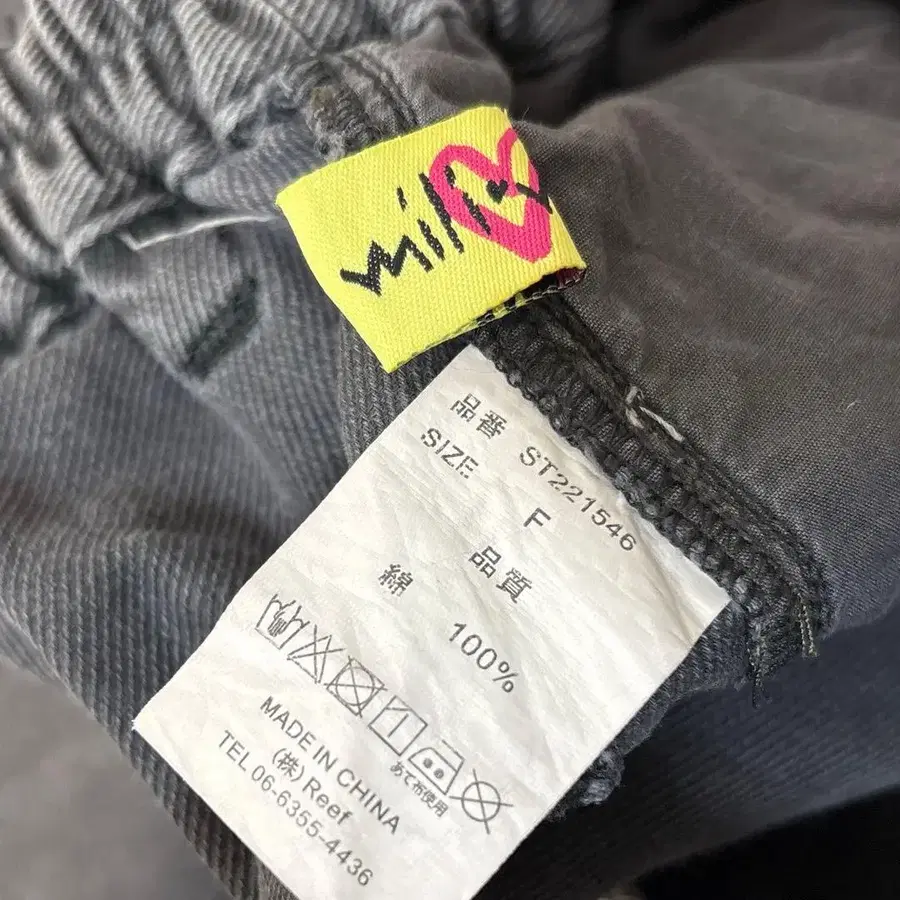 milk
品番 ST221546
SIZE F
品質
綿 100%
あて布使用
MADE IN CHINA
(株) Reef
TEL 06-6355-4436